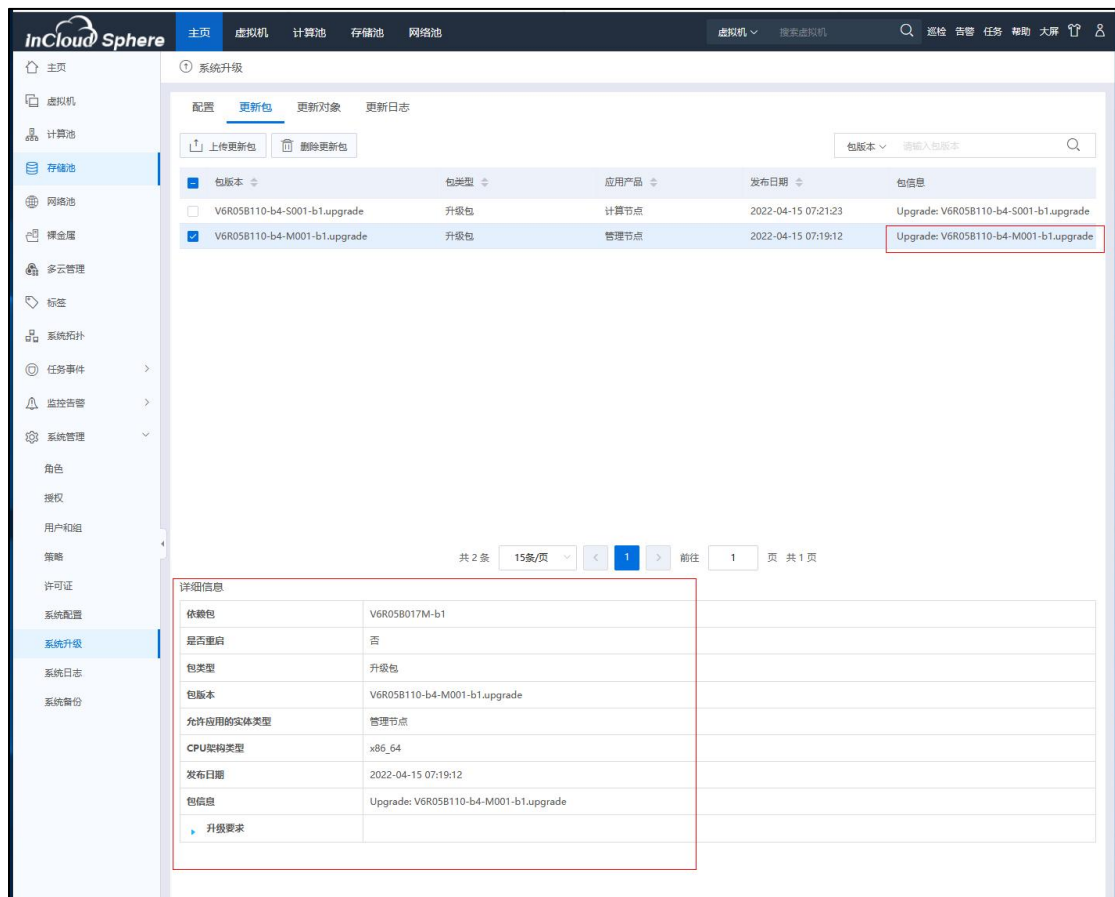 inCloud Sphere
主页 虚拟机 计算池 存储池 网络池 虚拟机 搜索虚拟机 巡检 告警 任务 帮助 大屏
主页
虚拟机
计算池
存储池
网络池
裸金属
多云管理
标签
系统拓扑
任务事件
监控告警
系统管理
角色
授权
用户和组
策略
许可证
系统配置
系统升级
系统日志
系统备份
系统升级
配置 更新包 更新对象 更新日志
上传更新包 删除更新包 包版本 请输入包版本
包版本 包类型 应用产品 发布日期 包信息
V6R05B110-b4-S001-b1.upgrade 升级包 计算节点 2022-04-15 07:21:23 Upgrade: V6R05B110-b4-S001-b1.upgrade
V6R05B110-b4-M001-b1.upgrade 升级包 管理节点 2022-04-15 07:19:12 Upgrade: V6R05B110-b4-M001-b1.upgrade
共 2 条 15条/页 < 1 > 前往 1 页 共 1 页
详细信息
依赖包 V6R05B017M-b1
是否重启 否
包类型 升级包
包版本 V6R05B110-b4-M001-b1.upgrade
允许应用的实体类型 管理节点
CPU架构类型 x86_64
发布日期 2022-04-15 07:19:12
包信息 Upgrade: V6R05B110-b4-M001-b1.upgrade
升级要求